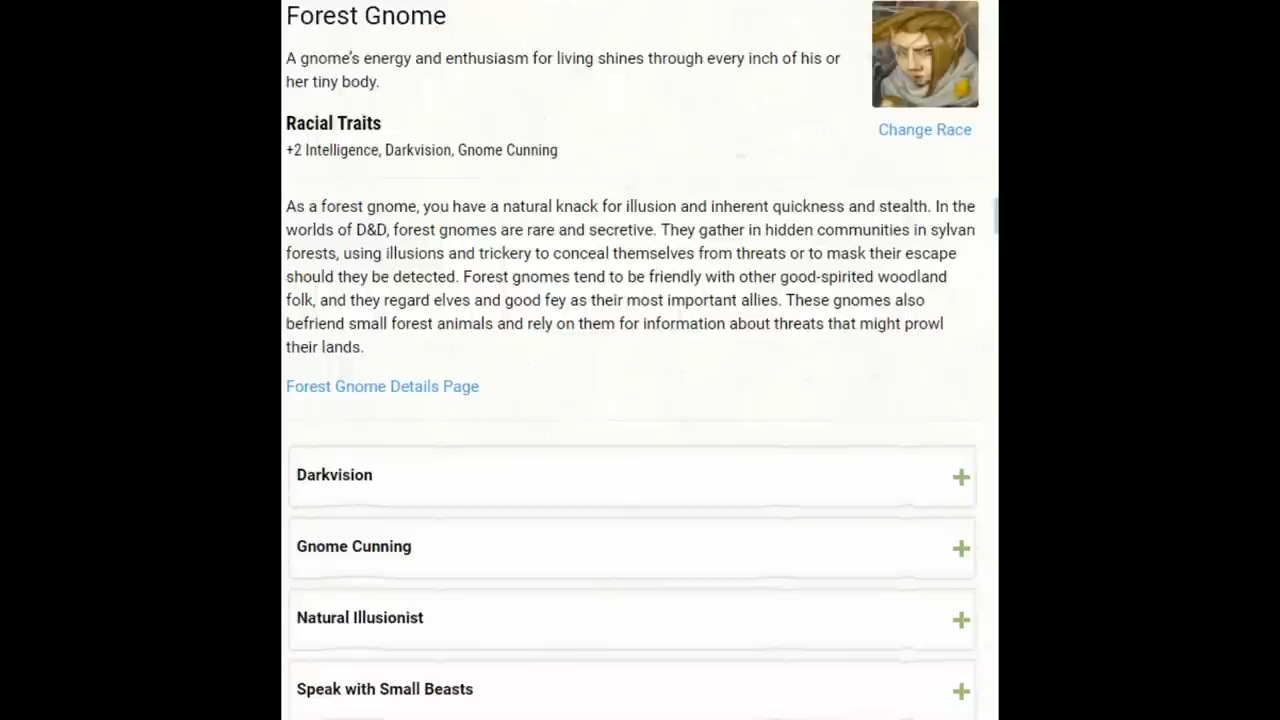 Forest Gnome
A gnome's energy and enthusiasm for living shines through every inch of his or
her tiny body.
Change Race
Racial Traits
+2 Intelligence, Darkvision, Gnome Cunning
As a forest gnome, you have a natural knack for illusion and inherent quickness and stealth. In the
worlds of D&D, forest gnomes are rare and secretive. They gather in hidden communities in sylvan
forests, using illusions and trickery to conceal themselves from threats or to mask their escape
should they be detected. Forest gnomes tend to be friendly with other good-spirited woodland
folk, and they regard elves and good fey as their most important allies. These gnomes also
befriend small forest animals and rely on them for information about threats that might prowl
their lands.
Forest Gnome Details Page
Darkvision
Gnome Cunning
Natural Illusionist
Speak with Small Beasts